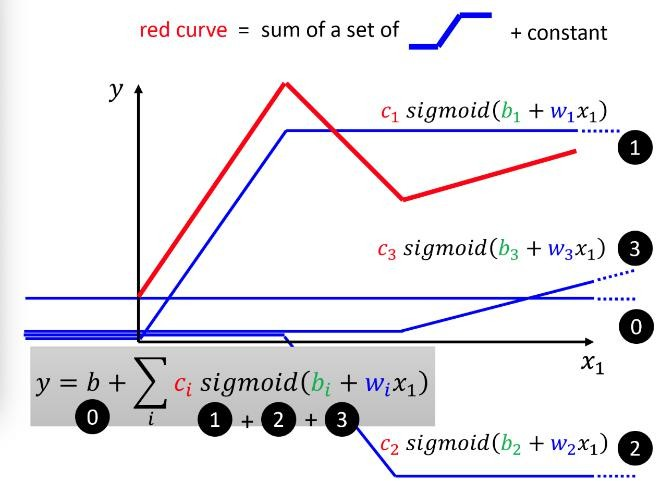 red curve = sum of a set of + constant
y
c₁ sigmoid(b₁ + w₁x₁)
1
c₃ sigmoid(b₃ + w₃x₁) 3
0
x₁
y = b + ∑ᵢ cᵢ sigmoid(bᵢ + wᵢx₁)
0 1 + 2 + 3
c₂ sigmoid(b₂ + w₂x₁) 2